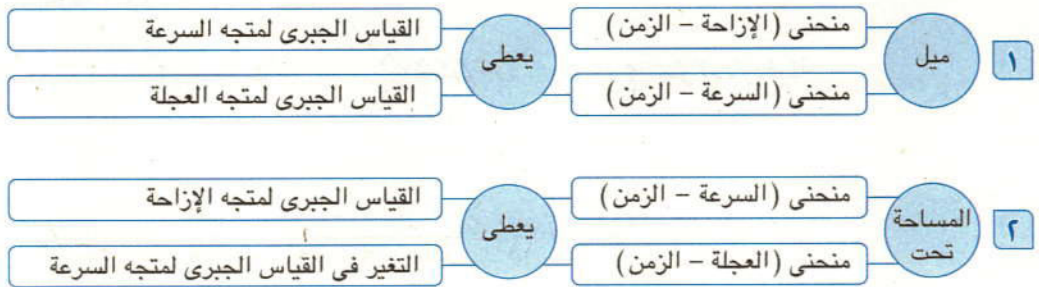 ١
ميل
منحنى (الإزاحة – الزمن)
يعطى
القياس الجبرى لمتجه السرعة
منحنى (السرعة – الزمن)
القياس الجبرى لمتجه العجلة
٢
المساحة
تحت
منحنى (السرعة – الزمن)
يعطى
القياس الجبرى لمتجه الإزاحة
منحنى (العجلة – الزمن)
التغير فى القياس الجبرى لمتجه السرعة